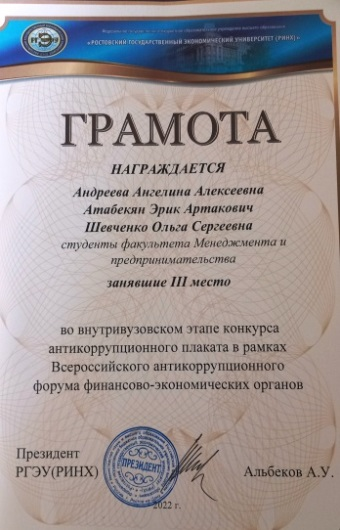 «РОСТОВСКИЙ ГОСУДАРСТВЕННЫЙ ЭКОНОМИЧЕСКИЙ УНИВЕРСИТЕТ (РИНХ)»
ГРАМОТА
НАГРАЖДАЕТСЯ
Андреева Ангелина Алексеевна
Атабекян Эрик Артакович
Шевченко Ольга Сергеевна
студенты факультета Менеджмента и
предпринимательства
занявшие III место
во внутривузовском этапе конкурса
антикоррупционного плаката в рамках
Всероссийского антикоррупционного
форума финансово-экономических органов
Президент
РГЭУ(РИНХ)
ПРЕЗИДЕНТ
Альбеков А.У.
2022 г.